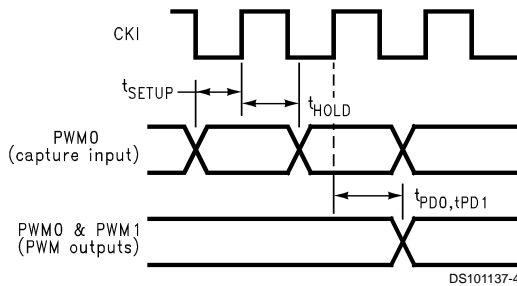 CKI
tSETUP
tHOLD
PWM0
(capture input)
tPD0,tPD1
PWM0 & PWM1
(PWM outputs)
DS101137-4